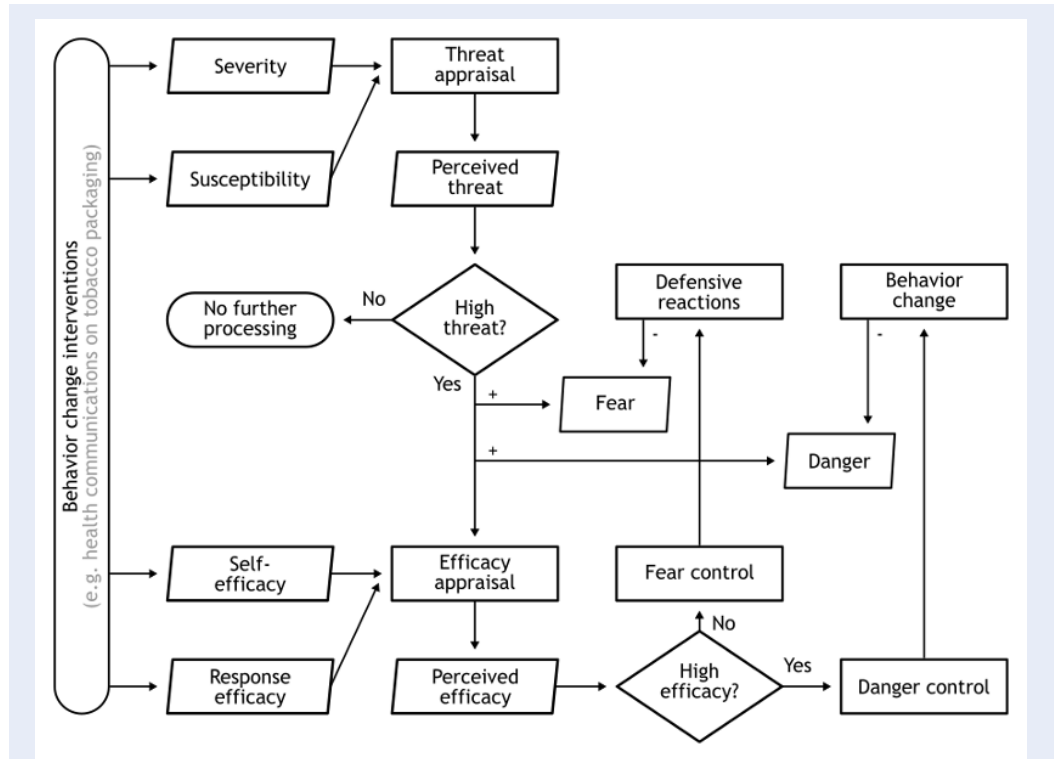 Behavior change interventions
(e.g. health communications on tobacco packaging)
Severity
Threat
appraisal
Susceptibility
Perceived
threat
No further
processing
No
High
threat?
Yes
Defensive
reactions
Behavior
change
-
-
+
Fear
+
Danger
Self-
efficacy
Efficacy
appraisal
Fear control
No
Response
efficacy
Perceived
efficacy
High
efficacy?
Yes
Danger control